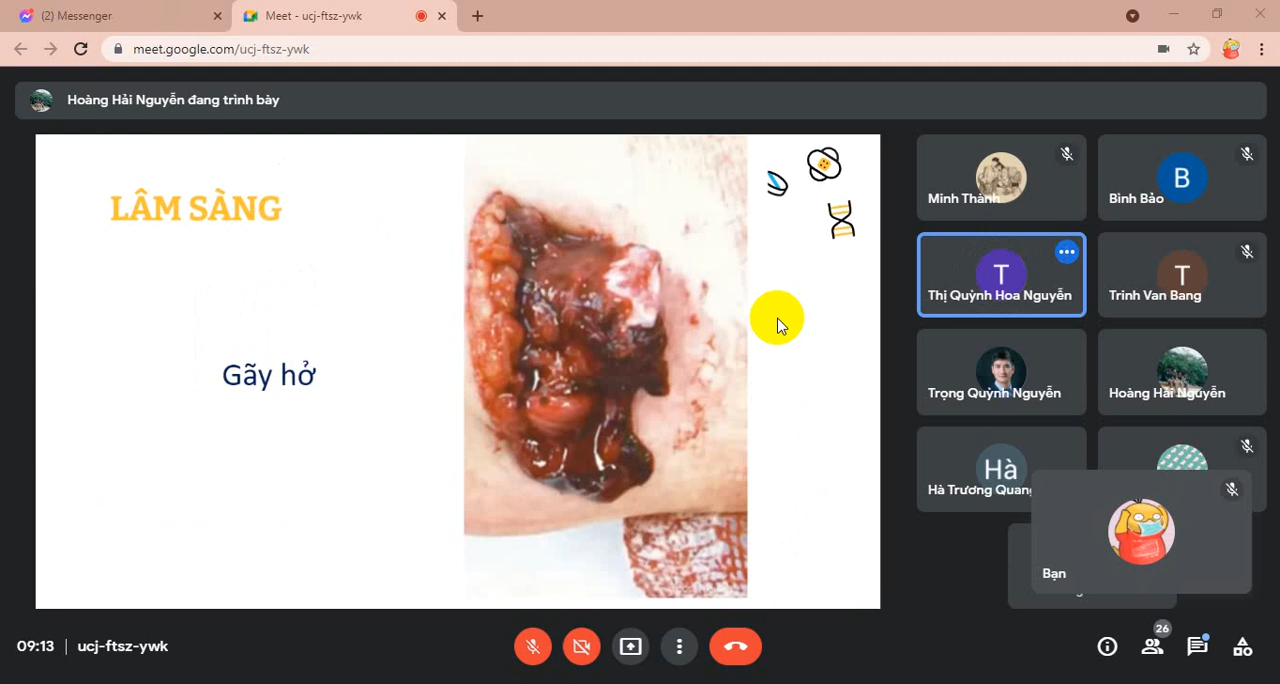 (2) Messenger
Meet - ucj-ftsz-ywk
meet.google.com/ucj-ftsz-ywk
Hoàng Hải Nguyễn đang trình bày
LÂM SÀNG
Gãy hở
Minh Thành
B
Bình Bảo
T
Thị Quỳnh Hoa Nguyễn
T
Trinh Van Bang
Trọng Quỳnh Nguyễn
Hoàng Hải Nguyễn
Hà
Hà Trương Quang
Bạn
09:13
ucj-ftsz-ywk
26